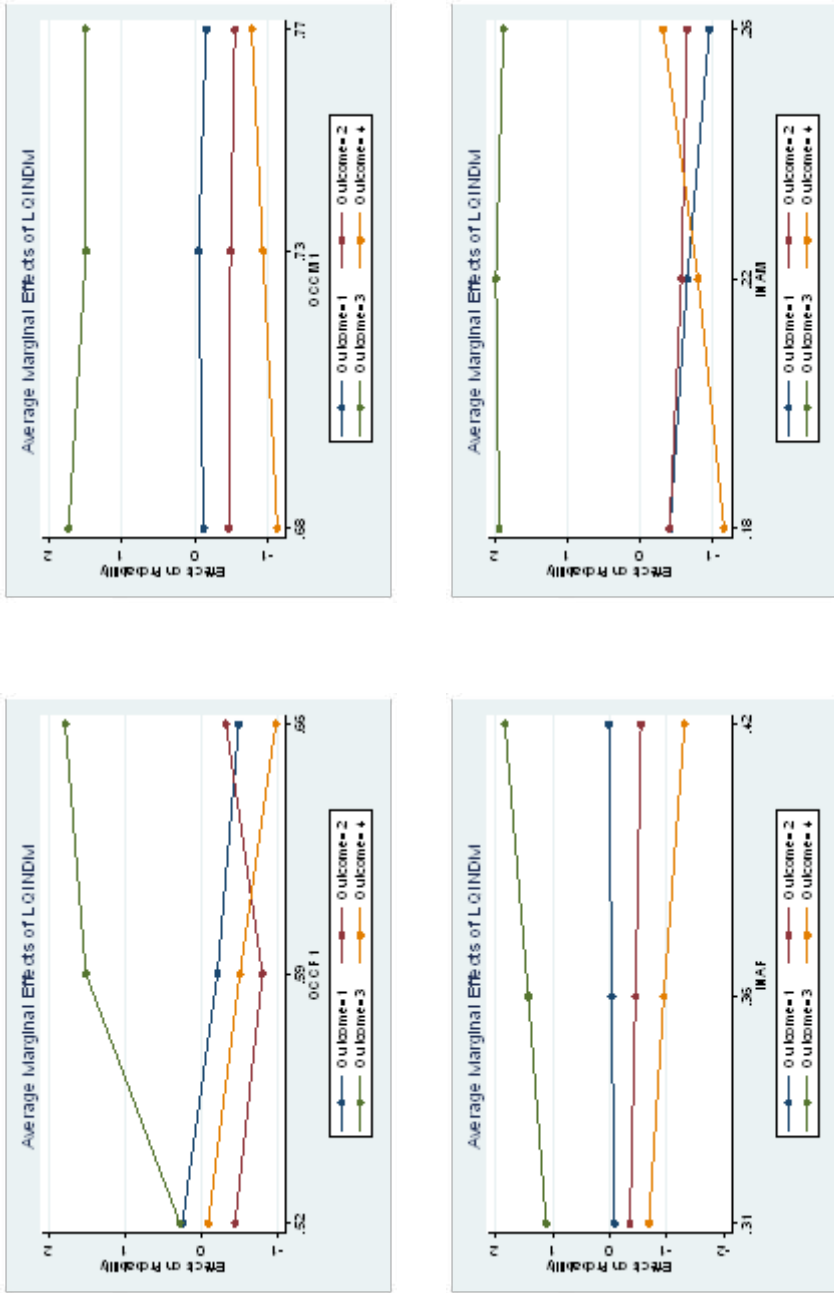 Average Marginal Effects of LQINDM
Effects on Probability
2
1
0
-1
.52
.59
.66
OCCF1
Outcome=1
Outcome=2
Outcome=3
Outcome=4
Average Marginal Effects of LQINDM
Effects on Probability
2
1
0
-1
.68
.73
.77
OCCM1
Outcome=1
Outcome=2
Outcome=3
Outcome=4
Average Marginal Effects of LQINDM
Effects on Probability
2
1
0
-1
-2
.31
.36
.42
INAF
Outcome=1
Outcome=2
Outcome=3
Outcome=4
Average Marginal Effects of LQINDM
Effects on Probability
2
1
0
-1
.18
.22
.26
INAM
Outcome=1
Outcome=2
Outcome=3
Outcome=4